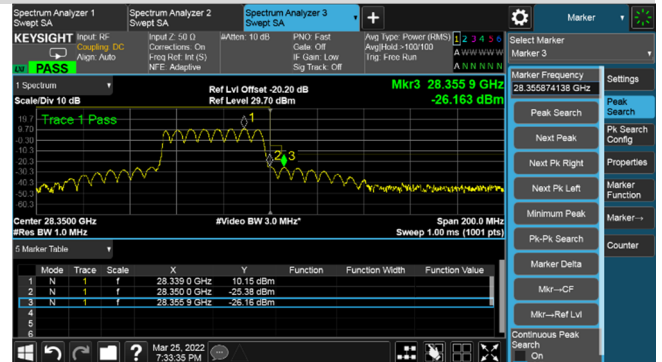 Spectrum Analyzer 1
Swept SA
Spectrum Analyzer 2
Swept SA
Spectrum Analyzer 3
Swept SA
Marker
KEYSIGHT
Input: RF
Coupling: DC
Align: Auto
Input Z: 50 Ω
Corrections: On
Freq Ref: Int (S)
NFE: Adaptive
#Atten: 10 dB
PNO: Fast
Gate: Off
IF Gain: Low
Sig Track: Off
Avg Type: Power (RMS)
Avg|Hold:>100/100
Trig: Free Run
1 2 3 4 5 6
A W W W W W
A N N N N N
LVI PASS
Select Marker
Marker 3
1 Spectrum
Scale/Div 10 dB
Ref Lvl Offset -20.20 dB
Ref Level 29.70 dBm
Mkr3 28.355 9 GHz
-26.163 dBm
Trace 1 Pass
19.7
9.70
-0.300
-10.3
-20.3
-30.3
-40.3
-50.3
-60.3
1
2
3
Center 28.3500 GHz
#Video BW 3.0 MHz*
Span 200.0 MHz
#Res BW 1.0 MHz
Sweep 1.00 ms (1001 pts)
5 Marker Table
Mode Trace Scale X Y Function Function Width Function Value
1 N 1 f 28.339 0 GHz 10.15 dBm
2 N 1 f 28.350 0 GHz -25.38 dBm
3 N 1 f 28.355 9 GHz -26.16 dBm
4
5
6
Marker Frequency
28.355874138 GHz
Peak Search
Next Peak
Next Pk Right
Next Pk Left
Minimum Peak
Pk-Pk Search
Marker Delta
Mkr→CF
Mkr→Ref Lvl
Continuous Peak
Search
On
Settings
Peak
Search
Pk Search
Config
Properties
Marker
Function
Marker→
Counter
?
Mar 25, 2022
7:33:35 PM